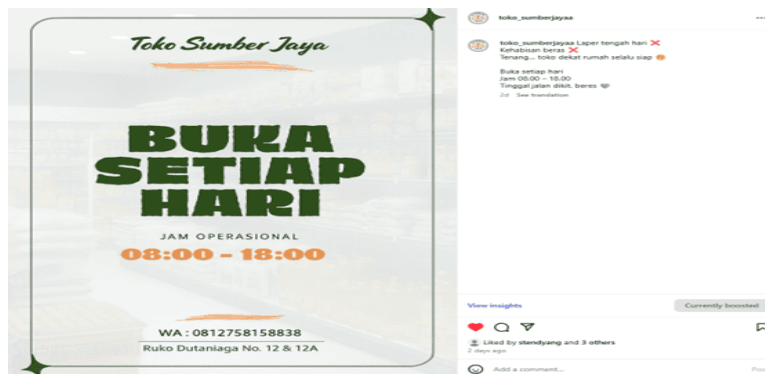 Toko Sumber Jaya
BUKA
SETIAP
HARI
JAM OPERASIONAL
08:00 - 18:00
WA : 0812758158838
Ruko Dutaniaga No. 12 & 12A
toko_sumberjayaa
toko_sumberjayaa Laper tengah hari ❌
Kehabisan beras ❌
Tenang... toko dekat rumah selalu siap
Buka setiap hari
Jam 08.00 – 18.00
Tinggal jalan dikit, beres
2d See translation
View insights
Currently boosted
Liked by stendyang and 3 others
2 days ago
Add a comment...